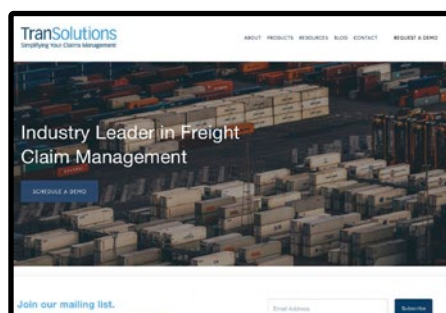 TranSolutions
Simplifying Your Claims Management
ABOUT PRODUCTS RESOURCES BLOG CONTACT REQUEST A DEMO
Industry Leader in Freight
Claim Management
SCHEDULE A DEMO
Join our mailing list.
Email Address
Subscribe